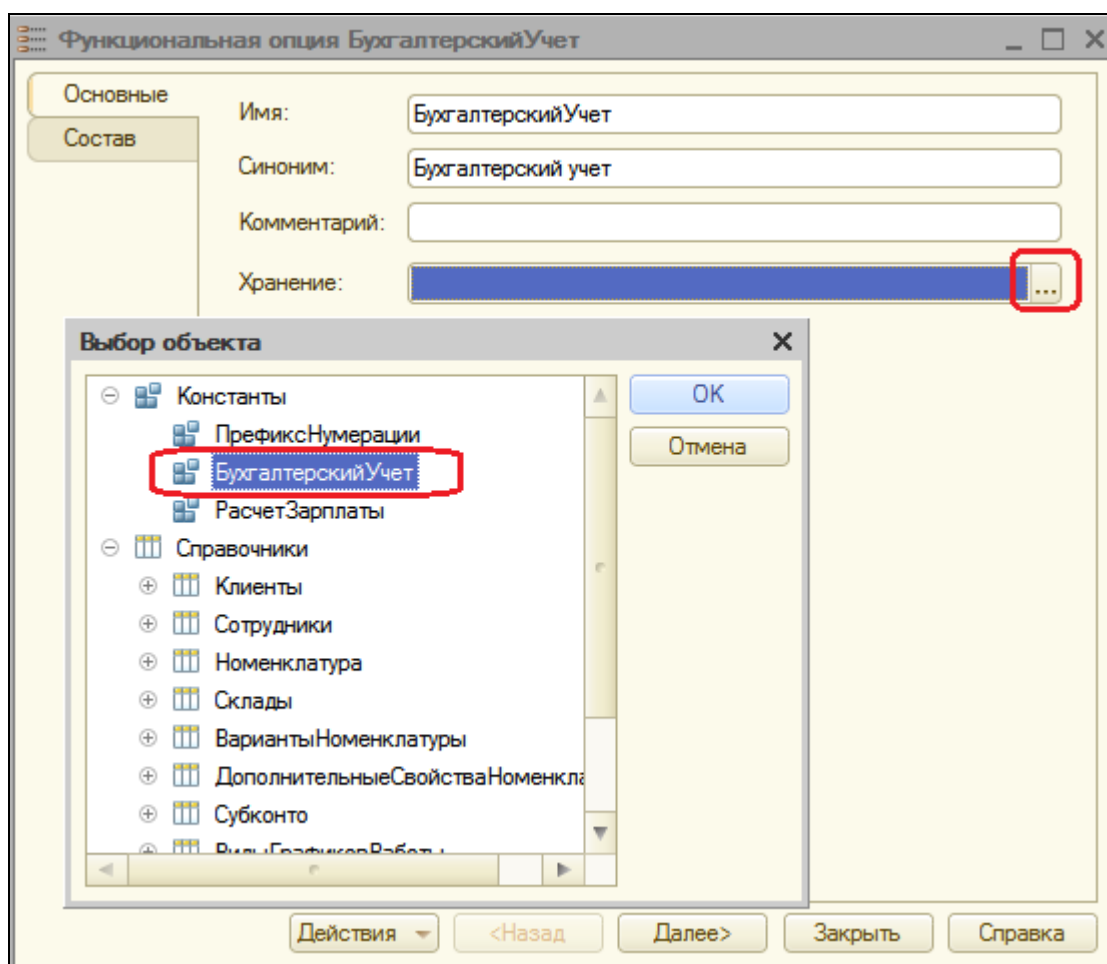 Функциональная опция БухгалтерскийУчет
Основные
Состав
Имя: БухгалтерскийУчет
Синоним: Бухгалтерский учет
Комментарий:
Хранение: ...
Выбор объекта
Константы
ПрефиксНумерации
БухгалтерскийУчет
РасчетЗарплаты
Справочники
Клиенты
Сотрудники
Номенклатура
Склады
ВариантыНоменклатуры
ДополнительныеСвойстваНоменкла
Субконто
ВидыГрафиковРаботы
OK
Отмена
Действия <Назад Далее> Закрыть Справка